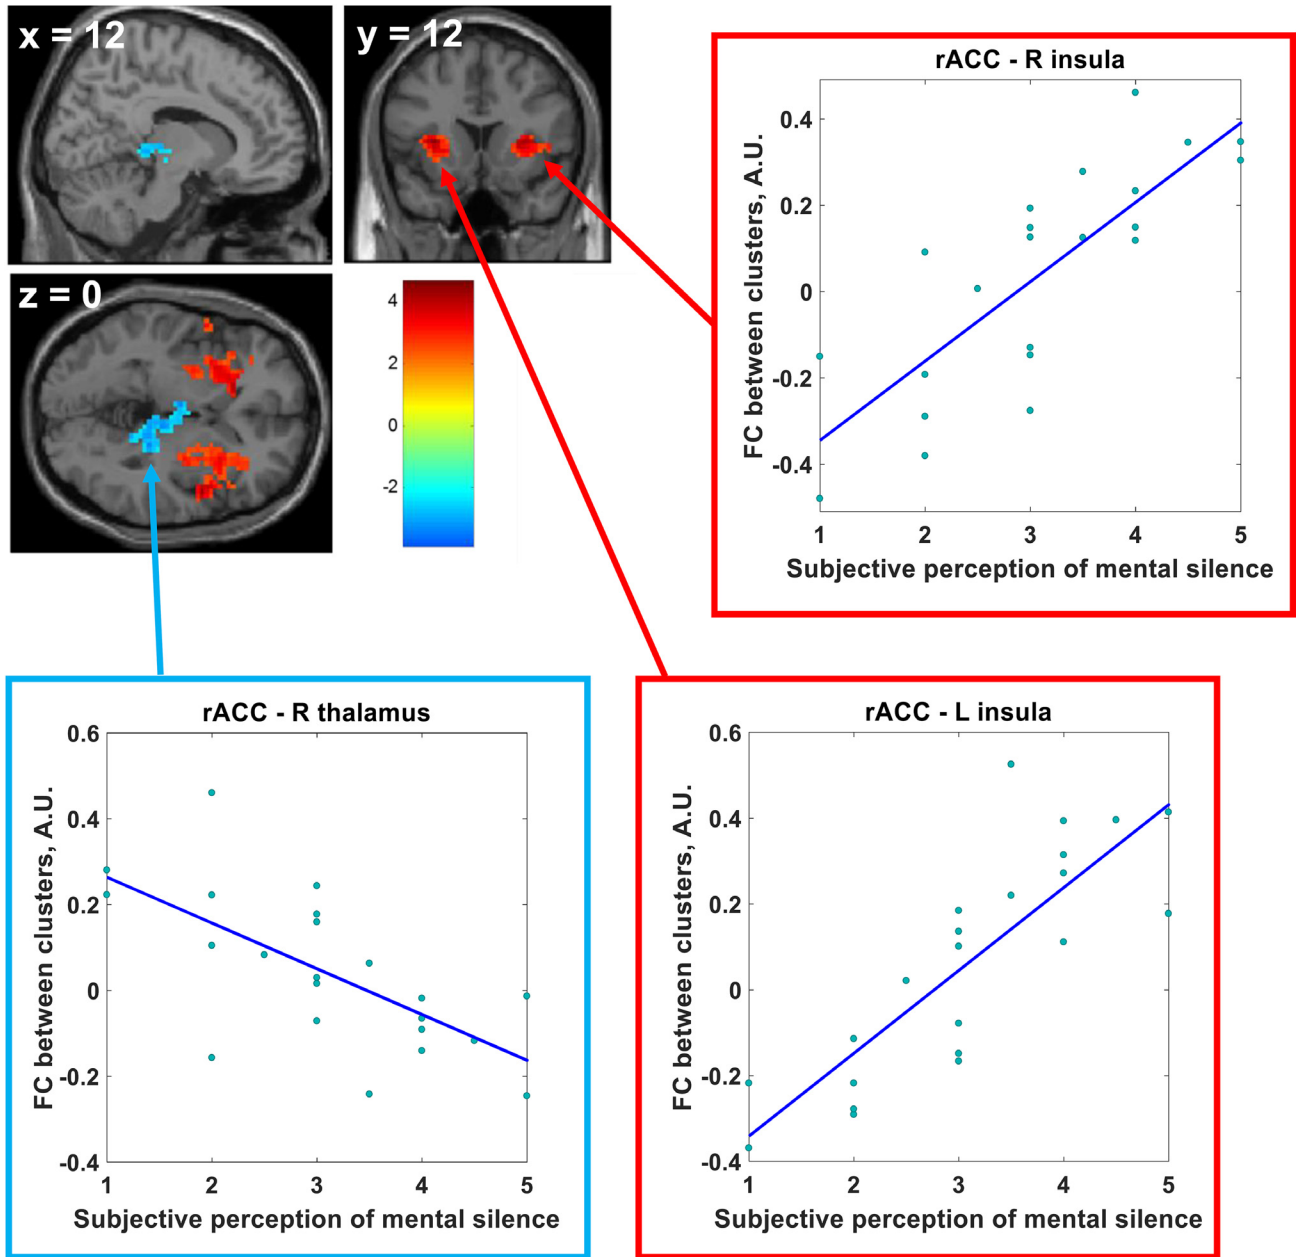 x = 12
y = 12
z = 0
4
2
0
-2
rACC - R insula
FC between clusters, A.U.
0.4
0.2
0
-0.2
-0.4
1 2 3 4 5
Subjective perception of mental silence
rACC - R thalamus
FC between clusters, A.U.
0.6
0.4
0.2
0
-0.2
-0.4
1 2 3 4 5
Subjective perception of mental silence
rACC - L insula
FC between clusters, A.U.
0.6
0.4
0.2
0
-0.2
-0.4
1 2 3 4 5
Subjective perception of mental silence